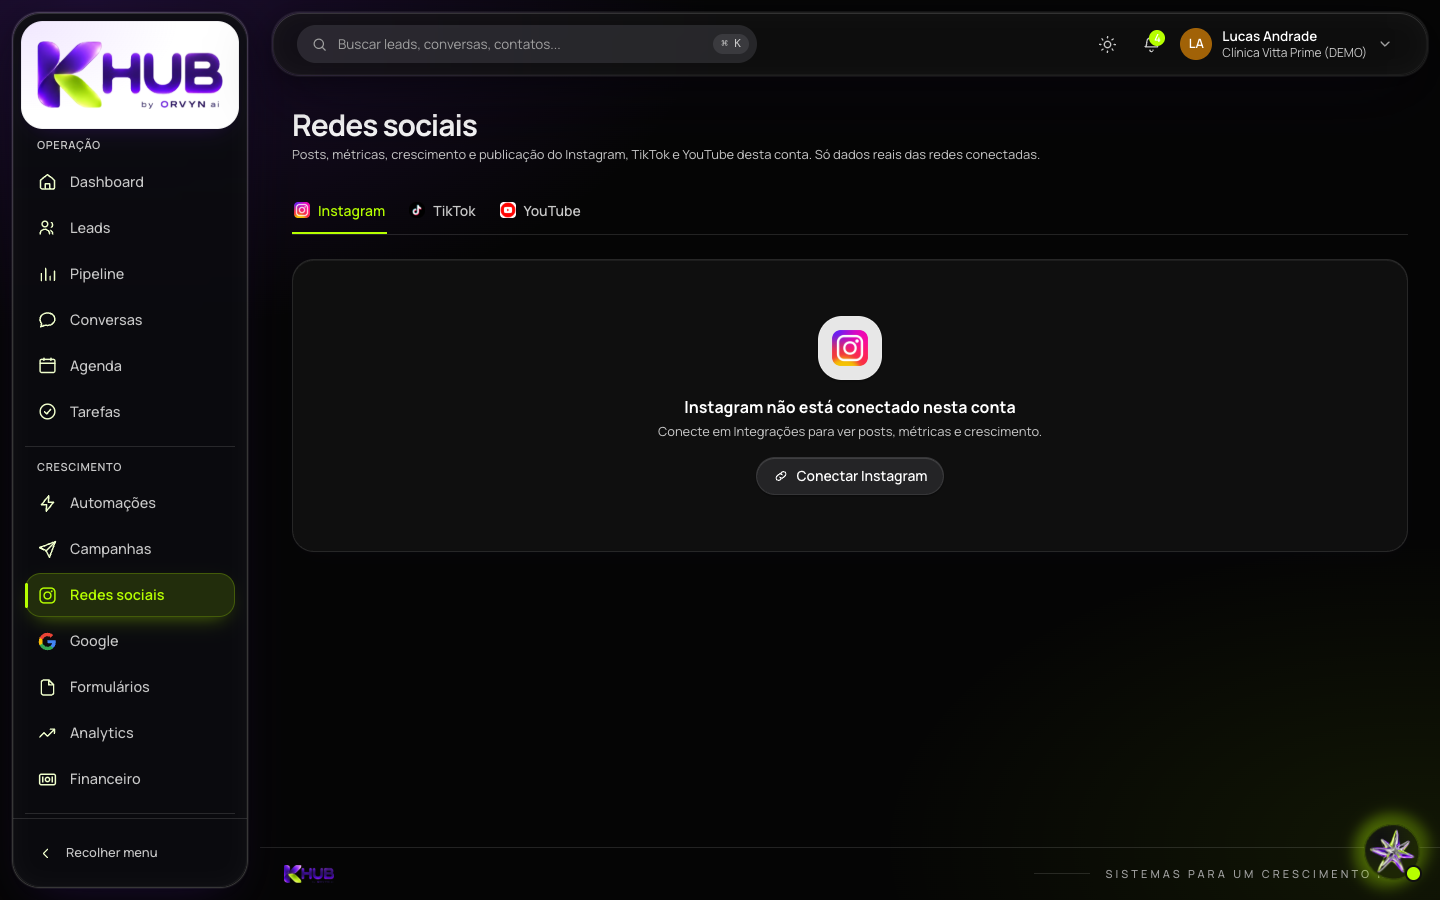 KHUB
by ORVYN ai
OPERAÇÃO
Dashboard
Leads
Pipeline
Conversas
Agenda
Tarefas
CRESCIMENTO
Automações
Campanhas
Redes sociais
Google
Formulários
Analytics
Financeiro
Recolher menu
Buscar leads, conversas, contatos...
⌘ K
4
LA
Lucas Andrade
Clínica Vitta Prime (DEMO)
Redes sociais
Posts, métricas, crescimento e publicação do Instagram, TikTok e YouTube desta conta. Só dados reais das redes conectadas.
Instagram
TikTok
YouTube
Instagram não está conectado nesta conta
Conecte em Integrações para ver posts, métricas e crescimento.
Conectar Instagram
KHUB
SISTEMAS PARA UM CRESCIMENTO